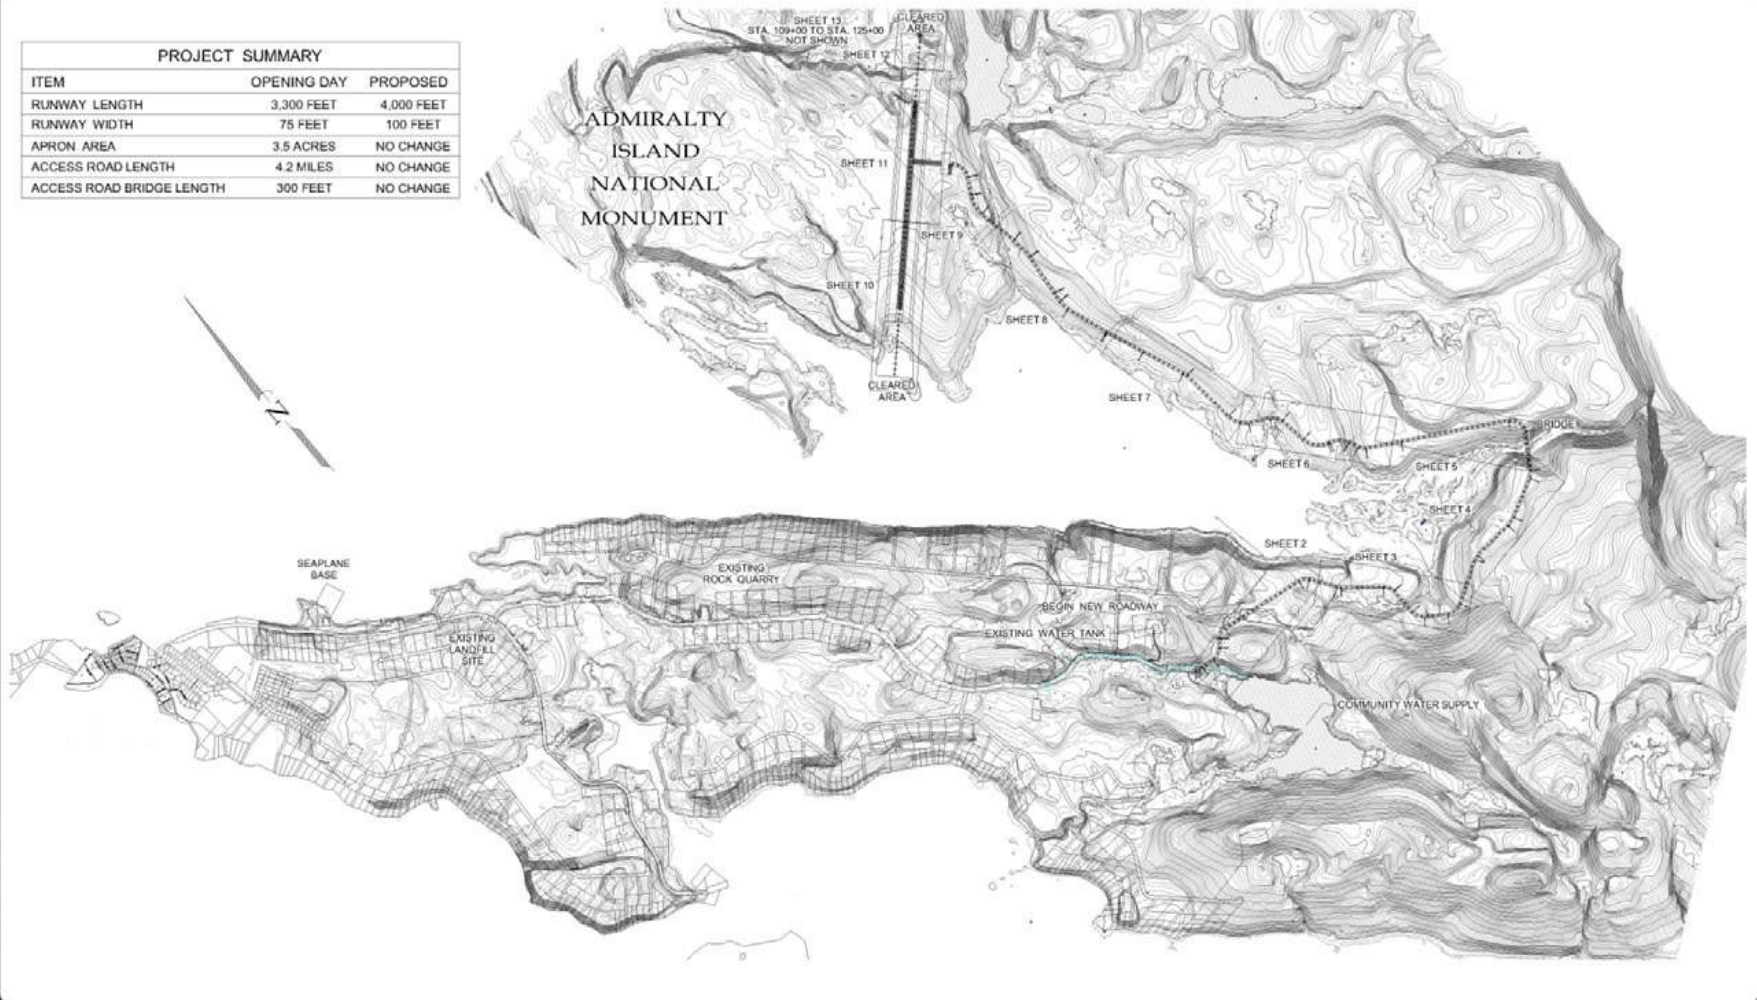 PROJECT SUMMARY
ITEM OPENING DAY PROPOSED
RUNWAY LENGTH 3,300 FEET 4,000 FEET
RUNWAY WIDTH 75 FEET 100 FEET
APRON AREA 3.5 ACRES NO CHANGE
ACCESS ROAD LENGTH 4.2 MILES NO CHANGE
ACCESS ROAD BRIDGE LENGTH 300 FEET NO CHANGE
SHEET 13
STA. 109+00 TO STA. 125+00
NOT SHOWN
CLEARED
AREA
SHEET 12
ADMIRALTY
ISLAND
NATIONAL
MONUMENT
SHEET 11
SHEET 9
SHEET 10
SHEET 8
CLEARED
AREA
SHEET 7
N
BRIDGE
SHEET 6
SHEET 5
SHEET 4
SHEET 2
SHEET 3
SEAPLANE
BASE
EXISTING
ROCK QUARRY
BEGIN NEW ROADWAY
EXISTING WATER TANK
EXISTING
LANDFILL
SITE
COMMUNITY WATER SUPPLY